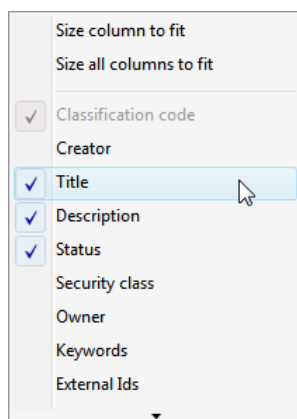 Size column to fit
Size all columns to fit
Classification code
Creator
Title
Description
Status
Security class
Owner
Keywords
External Ids